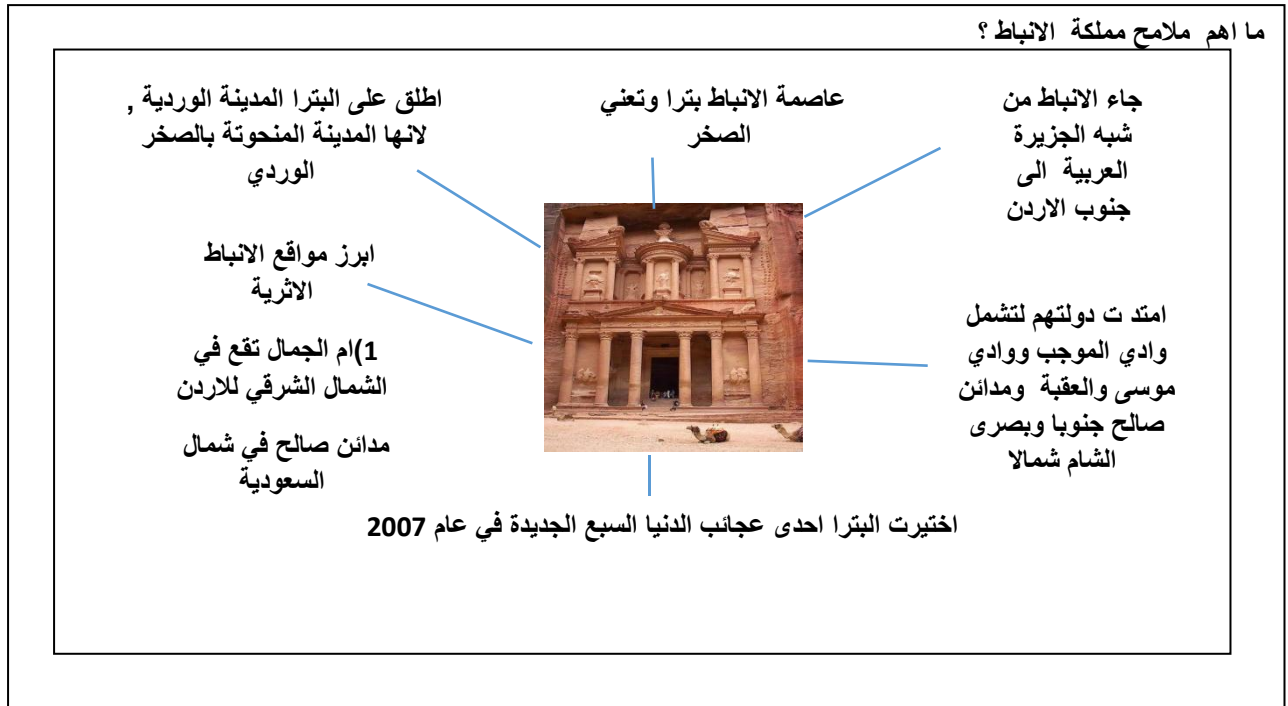 ما اهم ملامح مملكة الانباط ؟
جاء الانباط من
شبه الجزيرة
العربية الى
جنوب الاردن
عاصمة الانباط بترا وتعني
الصخر
اطلق على البترا المدينة الوردية ,
لانها المدينة المنحوتة بالصخر
الوردي
ابرز مواقع الانباط
الاثرية
1)ام الجمال تقع في
الشمال الشرقي للاردن
مدائن صالح في شمال
السعودية
امتد ت دولتهم لتشمل
وادي الموجب ووادي
موسى والعقبة ومدائن
صالح جنوبا وبصرى
الشام شمالا
اختيرت البترا احدى عجائب الدنيا السبع الجديدة في عام 2007